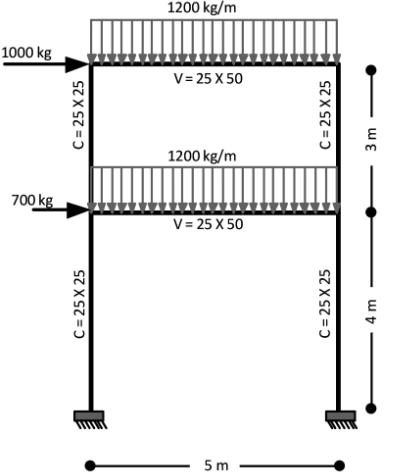 1200 kg/m
1000 kg
V = 25 X 50
C = 25 X 25
C = 25 X 25
3 m
1200 kg/m
700 kg
V = 25 X 50
C = 25 X 25
C = 25 X 25
4 m
5 m